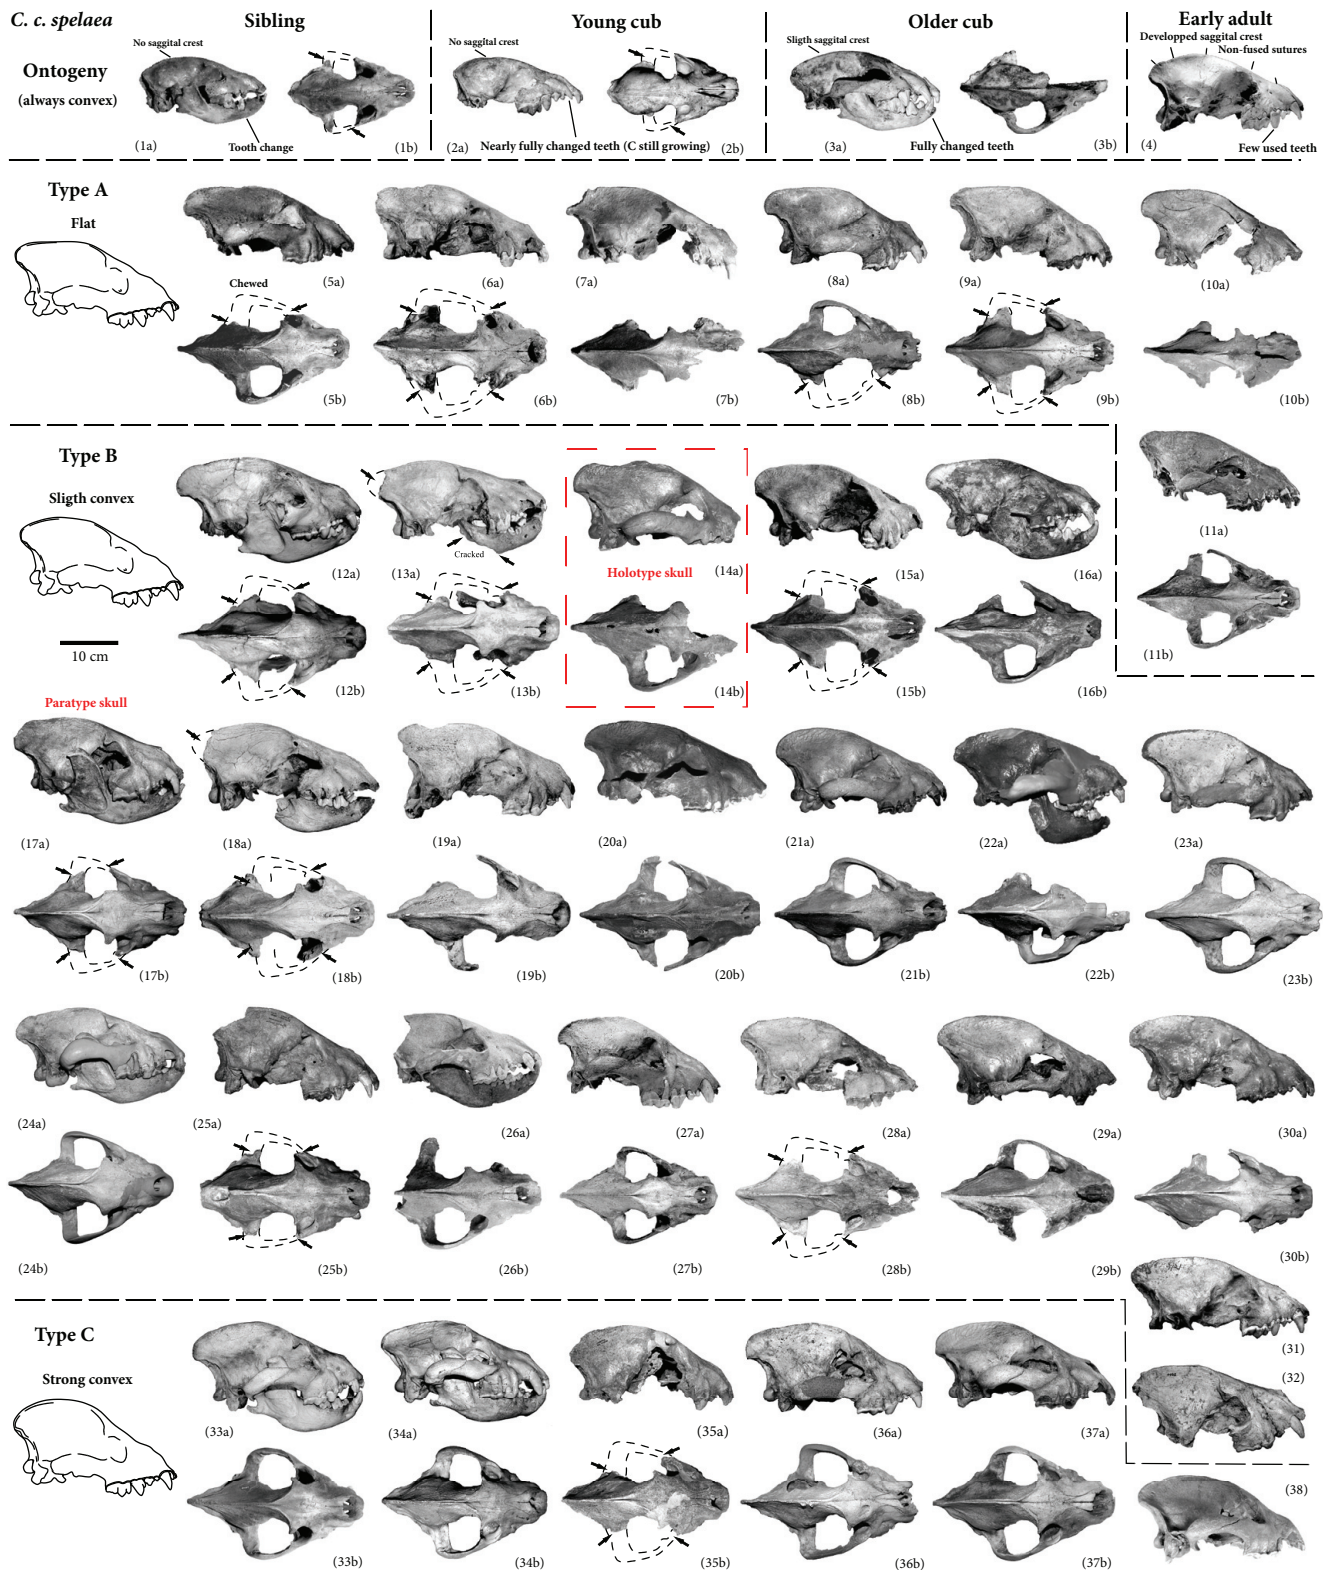 C. c. spelaea
Sibling
Young cub
Older cub
Early adult
Ontogeny
(always convex)
No saggital crest
Tooth change
(1a)
(1b)
No saggital crest
Nearly fully changed teeth (C still growing)
(2a)
(2b)
Sligth saggital crest
Fully changed teeth
(3a)
(3b)
Developped saggital crest
Non-fused sutures
Few used teeth
(4)
Type A
Flat
(5a)
(6a)
(7a)
(8a)
(9a)
(10a)
Chewed
(5b)
(6b)
(7b)
(8b)
(9b)
(10b)
Type B
Sligth convex
10 cm
(12a)
(13a)
Cracked
(14a)
Holotype skull
(15a)
(16a)
(11a)
(12b)
(13b)
(14b)
(15b)
(16b)
(11b)
Paratype skull
(17a)
(18a)
(19a)
(20a)
(21a)
(22a)
(23a)
(17b)
(18b)
(19b)
(20b)
(21b)
(22b)
(23b)
(24a)
(25a)
(26a)
(27a)
(28a)
(29a)
(30a)
(24b)
(25b)
(26b)
(27b)
(28b)
(29b)
(30b)
(31)
(32)
Type C
Strong convex
(33a)
(34a)
(35a)
(36a)
(37a)
(38)
(33b)
(34b)
(35b)
(36b)
(37b)